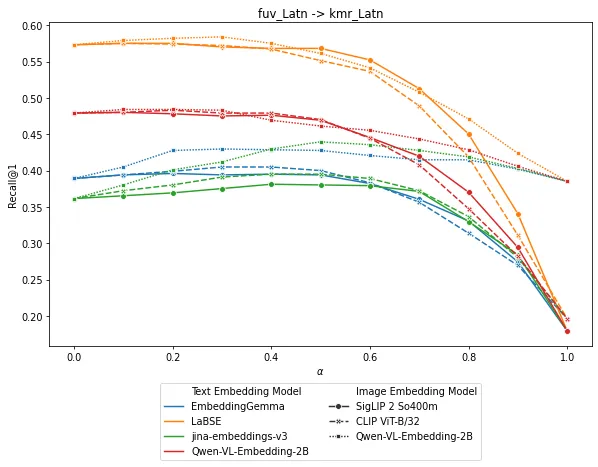 fuv_Latn -> kmr_Latn
Recall@1
0.60
0.55
0.50
0.45
0.40
0.35
0.30
0.25
0.20
0.0 0.2 0.4 0.6 0.8 1.0
α
Text Embedding Model Image Embedding Model
EmbeddingGemma SigLIP 2 So400m
LaBSE CLIP ViT-B/32
jina-embeddings-v3 Qwen-VL-Embedding-2B
Qwen-VL-Embedding-2B